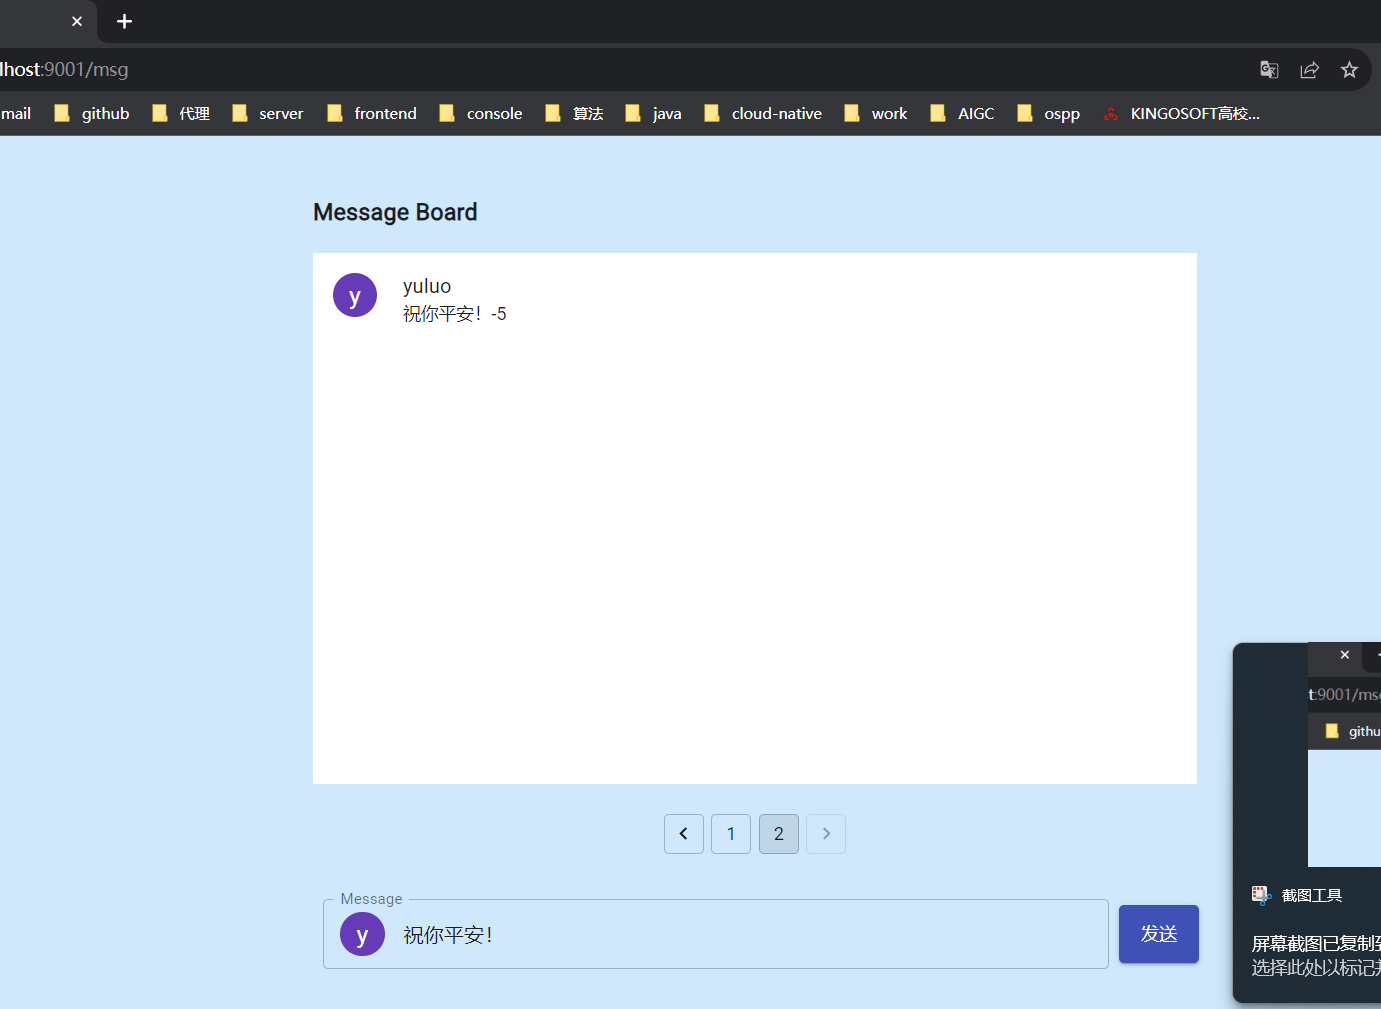 lhost:9001/msg
mail github 代理 server frontend console 算法 java cloud-native work AIGC ospp KINGOSOFT高校...
Message Board
y
yuluo
祝你平安！-5
1 2
Message
y 祝你平安！
发送
t:9001/ms
githu
截图工具
屏幕截图已复制到
选择此处以标记并